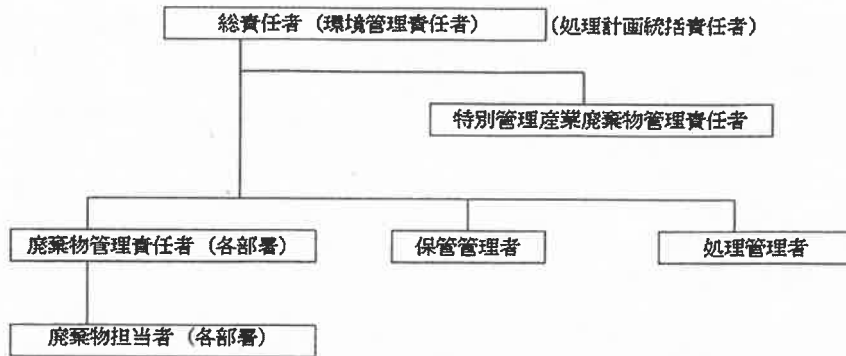 総責任者（環境管理責任者） (処理計画統括責任者)
特別管理産業廃棄物管理責任者
廃棄物管理責任者（各部署） 保管管理者 処理管理者
廃棄物担当者（各部署）